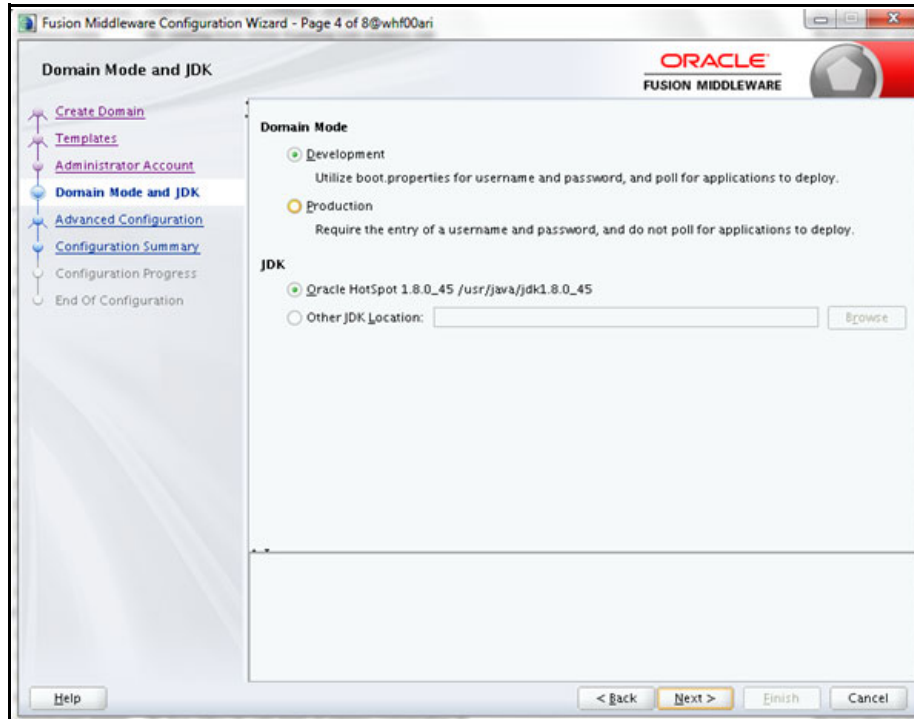 Fusion Middleware Configuration Wizard - Page 4 of 8@whf00ari
Domain Mode and JDK
ORACLE
FUSION MIDDLEWARE
Create Domain
Templates
Administrator Account
Domain Mode and JDK
Advanced Configuration
Configuration Summary
Configuration Progress
End Of Configuration
Domain Mode
Development
Utilize boot.properties for username and password, and poll for applications to deploy.
Production
Require the entry of a username and password, and do not poll for applications to deploy.
JDK
Oracle HotSpot 1.8.0_45 /usr/java/jdk1.8.0_45
Other JDK Location:
Browse
Help
< Back
Next >
Finish
Cancel